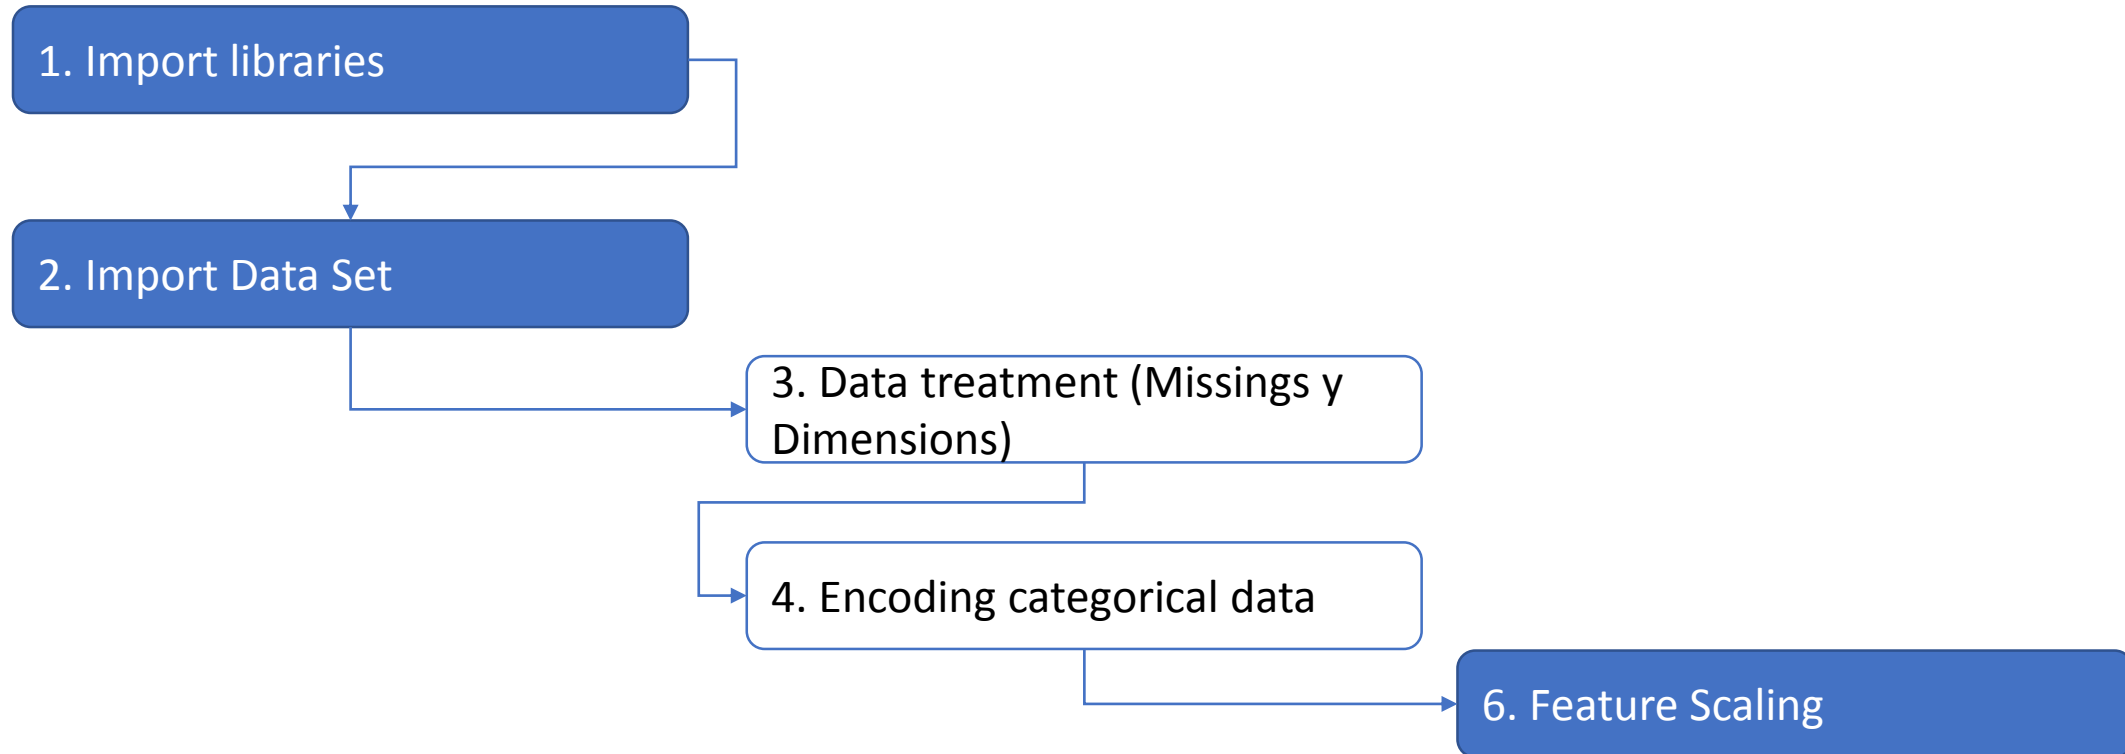 1. Import libraries
2. Import Data Set
3. Data treatment (Missings y
Dimensions)
4. Encoding categorical data
6. Feature Scaling